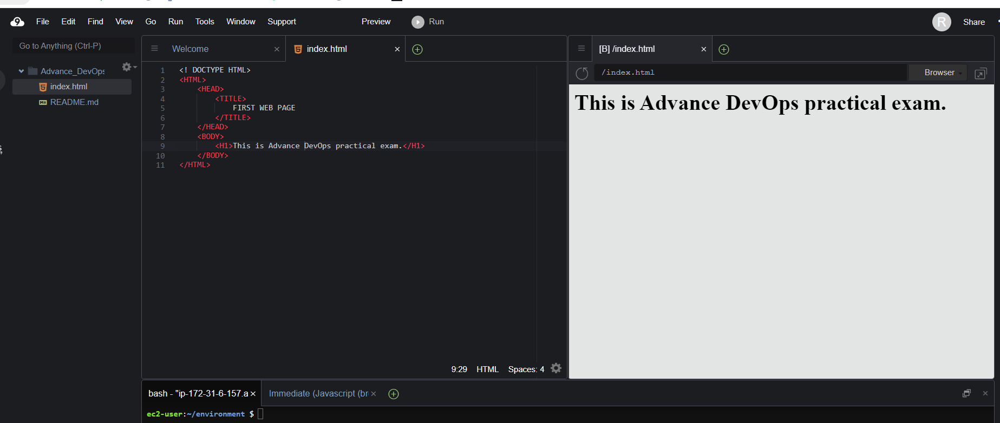 File Edit Find View Go Run Tools Window Support Preview Run R Share
Go to Anything (Ctrl-P)
Advance_DevOps
index.html
README.md
Welcome
index.html
1 <! DOCTYPE HTML>
2 <HTML>
3 <HEAD>
4 <TITLE>
5 FIRST WEB PAGE
6 </TITLE>
7 </HEAD>
8 <BODY>
9 <H1>This is Advance DevOps practical exam.</H1>
10 </BODY>
11 </HTML>
9:29 HTML Spaces: 4
[B] /index.html
/index.html Browser
This is Advance DevOps practical exam.
bash - "ip-172-31-6-157.a Immediate (Javascript (br
ec2-user:~/environment $